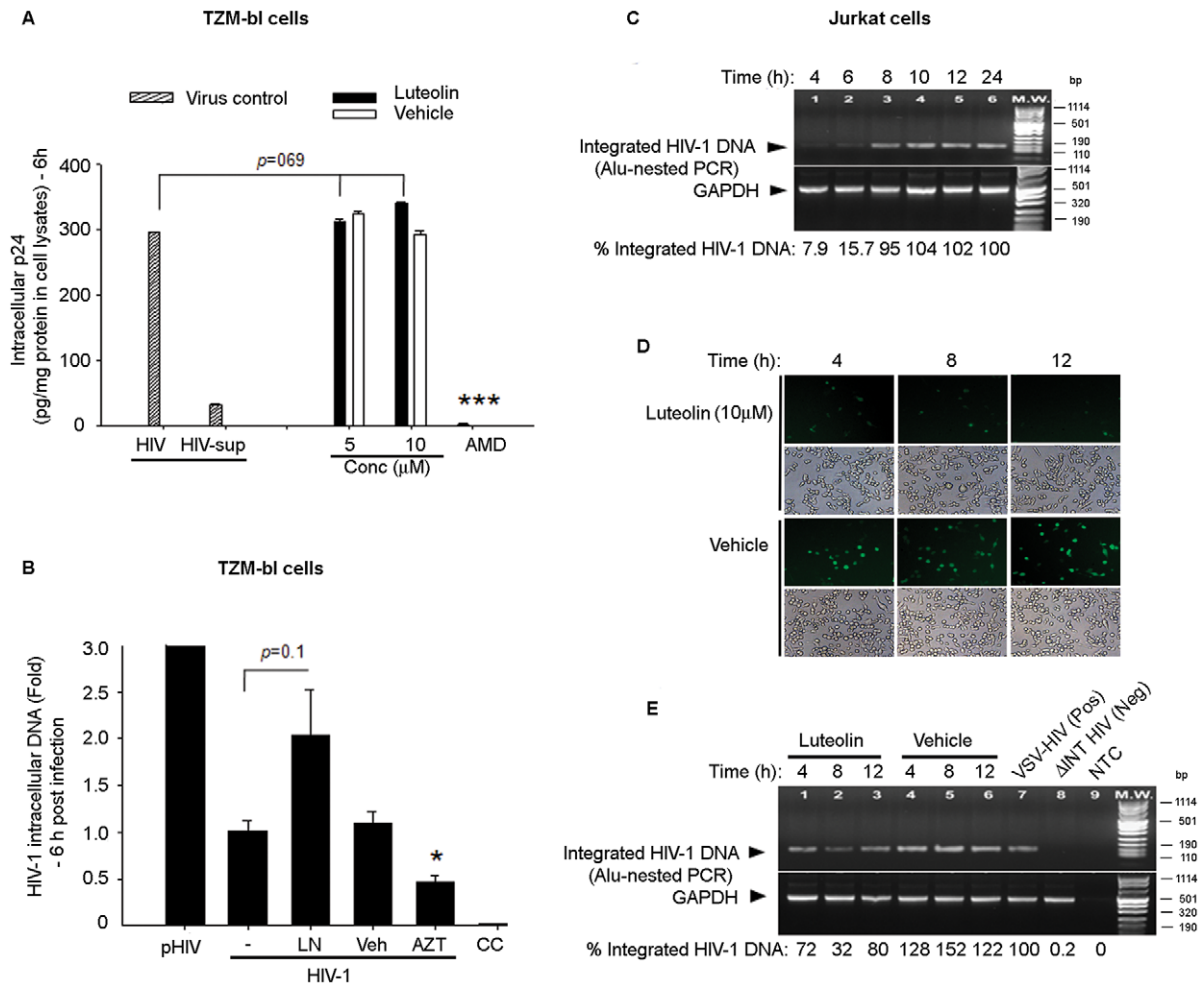 A
TZM-bl cells
Virus control
Luteolin
Vehicle
p=069
Intracellular p24
(pg/mg protein in cell lysates) - 6h
400
300
300
100
0
***
HIV HIV-sup 5 10 AMD
Conc (μM)
B
TZM-bl cells
HIV-1 intracellular DNA (Fold)
- 6 h post infection
3.0
2.5
2.0
1.5
1.0
0.5
0
p=0.1
*
pHIV - LN Veh AZT CC
HIV-1
C
Jurkat cells
Time (h): 4 6 8 10 12 24 bp
1 2 3 4 5 6 M.W.
1114
501
190
110
Integrated HIV-1 DNA
(Alu-nested PCR)
1114
501
320
190
GAPDH
% Integrated HIV-1 DNA: 7.9 15.7 95 104 102 100
D
Time (h): 4 8 12
Luteolin (10μM)
Vehicle
E
Luteolin Vehicle VSV-HIV (Pos) ΔINT HIV (Neg) NTC
Time (h): 4 8 12 4 8 12 bp
1 2 3 4 5 6 7 8 9 M.W.
1114
501
190
110
Integrated HIV-1 DNA
(Alu-nested PCR)
1114
501
320
190
GAPDH
% Integrated HIV-1 DNA: 72 32 80 128 152 122 100 0.2 0